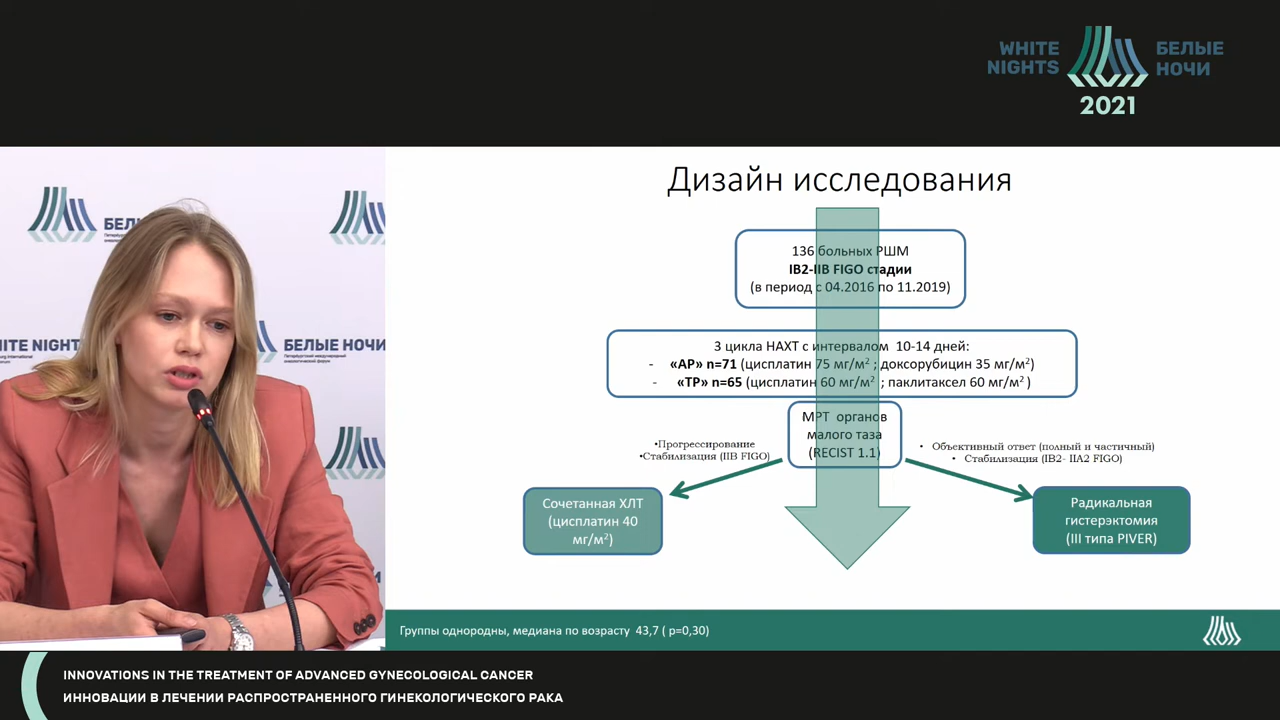 WHITE NIGHTS
БЕЛЫЕ НОЧИ
2021
БЕЛЫЕ НОЧИ
Дизайн исследования
136 больных РШМ
IB2-IIB FIGO стадии
(в период с 04.2016 по 11.2019)
3 цикла НАХТ с интервалом 10-14 дней:
- «АР» n=71 (цисплатин 75 мг/м² ; доксорубицин 35 мг/м²)
- «ТР» n=65 (цисплатин 60 мг/м² ; паклитаксел 60 мг/м² )
МРТ органов
малого таза
(RECIST 1.1)
•Прогрессирование
•Стабилизация (IIB FIGO)
• Объективный ответ (полный и частичный)
• Стабилизация (IB2- IIA2 FIGO)
Сочетанная ХЛТ
(цисплатин 40
мг/м²)
Радикальная
гистерэктомия
(III типа PIVER)
Группы однородны, медиана по возрасту 43,7 ( p=0,30)
INNOVATIONS IN THE TREATMENT OF ADVANCED GYNECOLOGICAL CANCER
ИННОВАЦИИ В ЛЕЧЕНИИ РАСПРОСТРАНЕННОГО ГИНЕКОЛОГИЧЕСКОГО РАКА